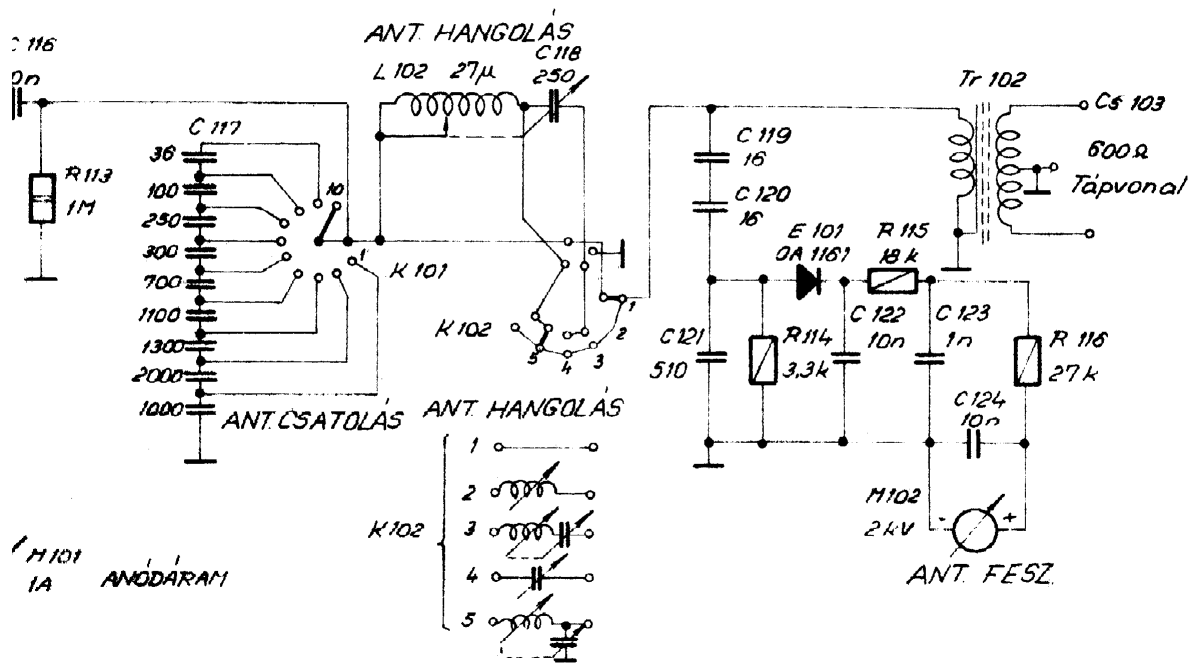 ANT. HANGOLÁS
C 116
0n
L 102 27µ
C 118
250
R 113
1M
C 117
36
100
250
300
700
1100
1300
2000
1000
10
1
K 101
ANT. CSATOLÁS
K 102
1
2
3
4
5
C 119
16
C 120
16
Tr 102
Cs 103
600Ω
Tápvonal
E 101
OA 1161
R 115
18 k
C 121
510
R 114
3,3k
C 122
10n
C 123
1n
R 116
27 k
C 124
10n
M 102
2 kV
- +
ANT. FESZ.
ANT. HANGOLÁS
K 102
1
2
3
4
5
M 101
1A
ANÓDÁRAM